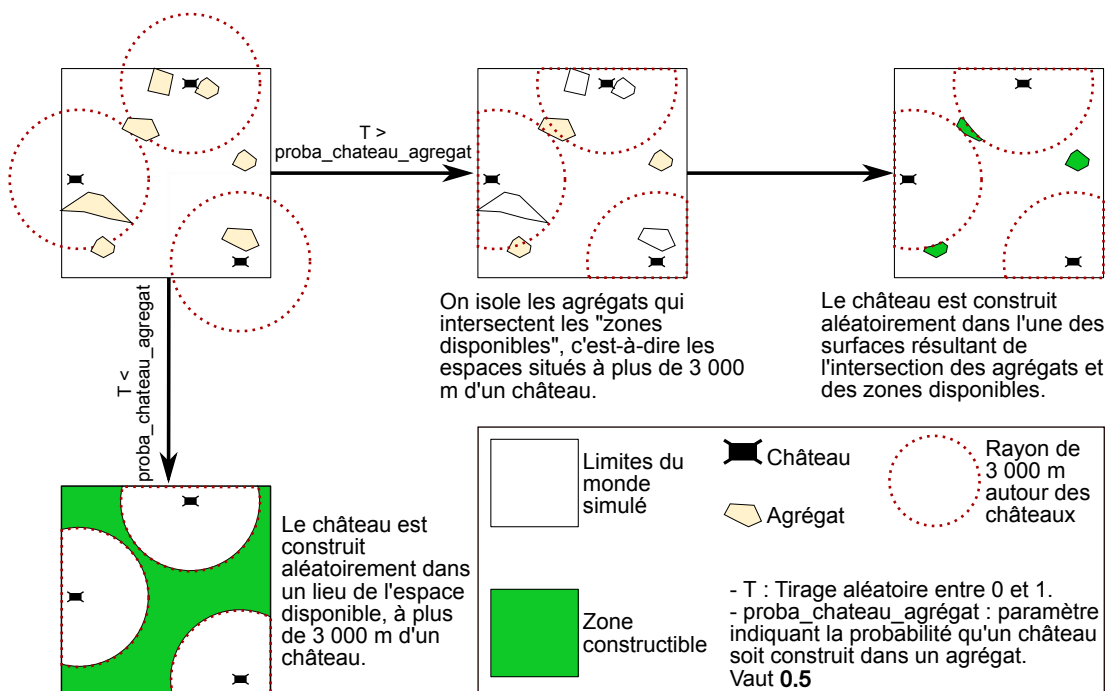 T >
proba_chateau_agregat
T <
proba_chateau_agregat
On isole les agrégats qui
intersectent les "zones
disponibles", c'est-à-dire les
espaces situés à plus de 3 000
m d'un château.
Le château est construit
aléatoirement dans l'une des
surfaces résultant de
l'intersection des agrégats et
des zones disponibles.
Le château est
construit
aléatoirement dans
un lieu de l'espace
disponible, à plus
de 3 000 m d'un
château.
Limites du
monde
simulé
Château
Agrégat
Rayon de
3 000 m
autour des
châteaux
Zone
constructible
- T : Tirage aléatoire entre 0 et 1.
- proba_chateau_agrégat : paramètre
indiquant la probabilité qu'un château
soit construit dans un agrégat.
Vaut 0.5